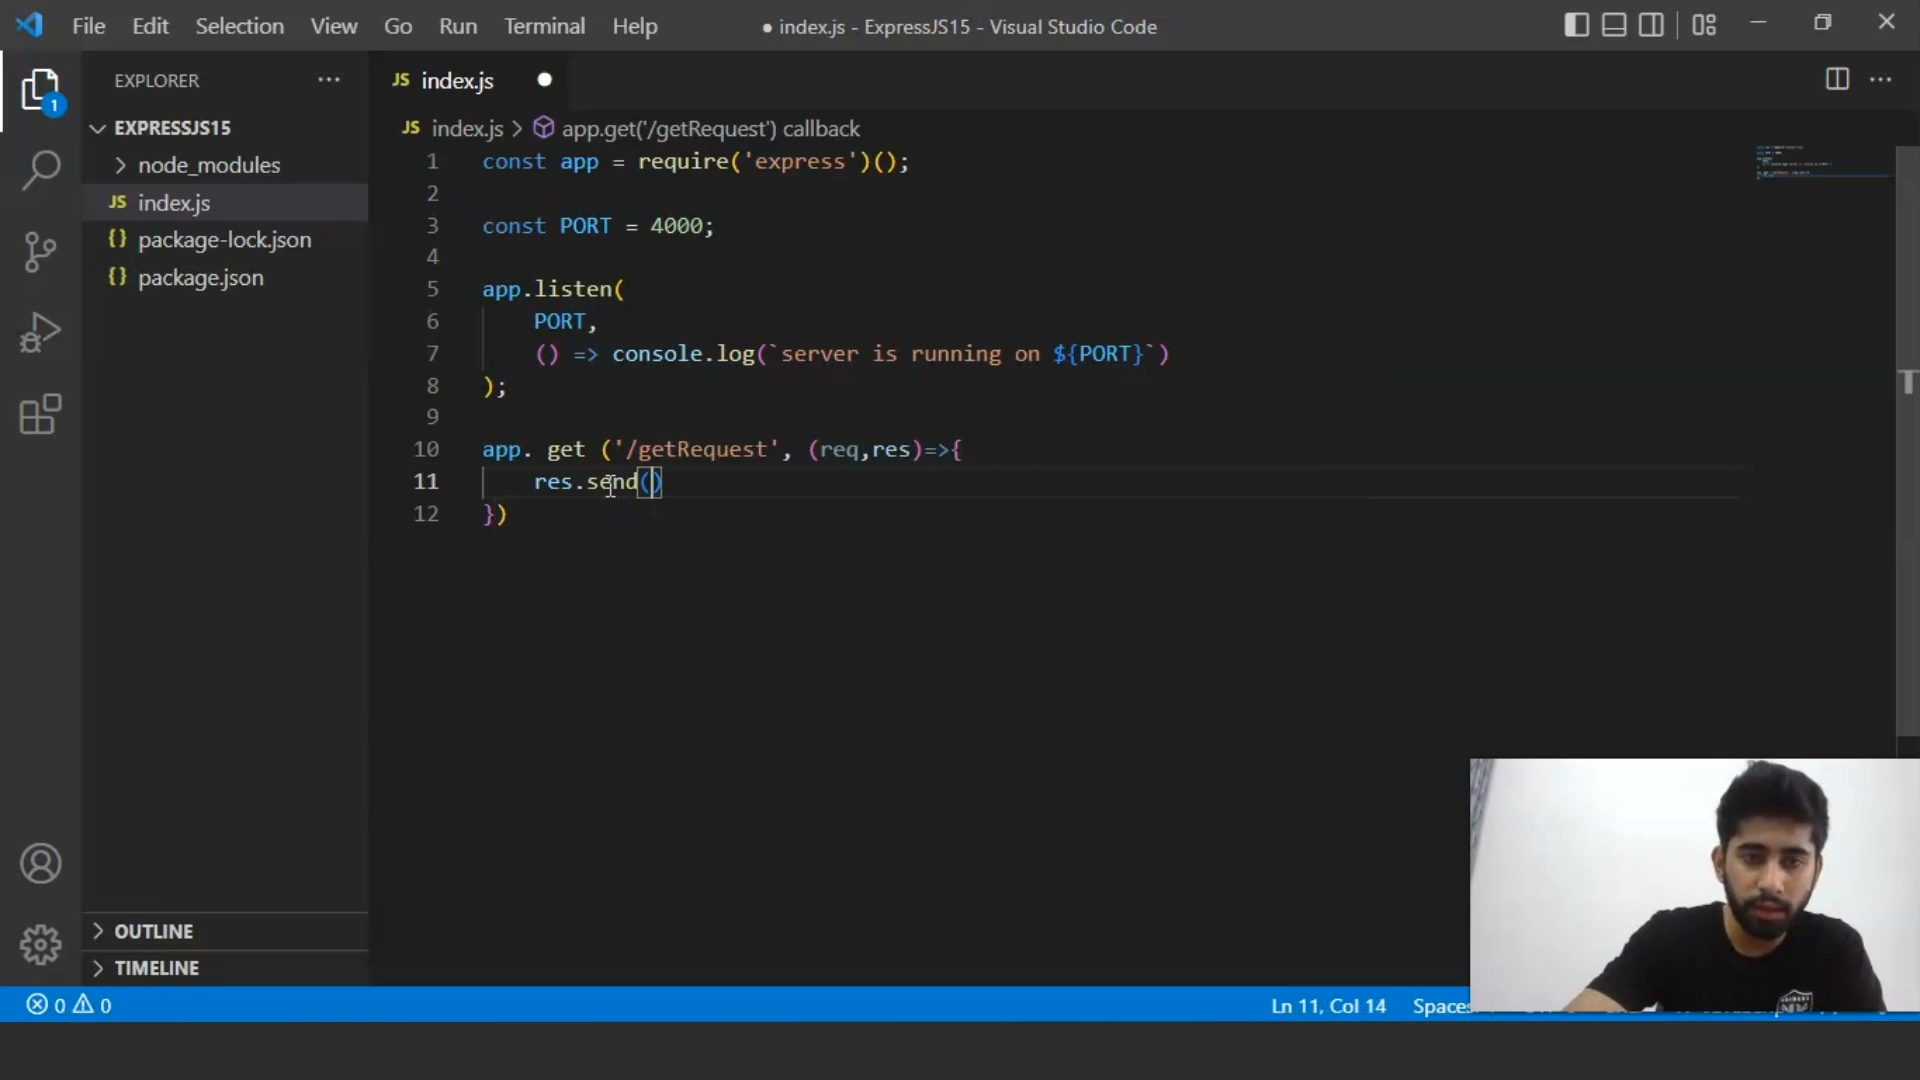 File Edit Selection View Go Run Terminal Help
● index.js - ExpressJS15 - Visual Studio Code
EXPLORER
JS index.js
1
EXPRESSJS15
JS index.js > app.get('/getRequest') callback
node_modules
JS index.js
{} package-lock.json
{} package.json
1 const app = require('express')();
2
3 const PORT = 4000;
4
5 app.listen(
6 PORT,
7 () => console.log(`server is running on ${PORT}`)
8 );
9
10 app. get ('/getRequest', (req,res)=>{
11 res.send()
12 })
OUTLINE
TIMELINE
0 0
Ln 11, Col 14 Spaces: